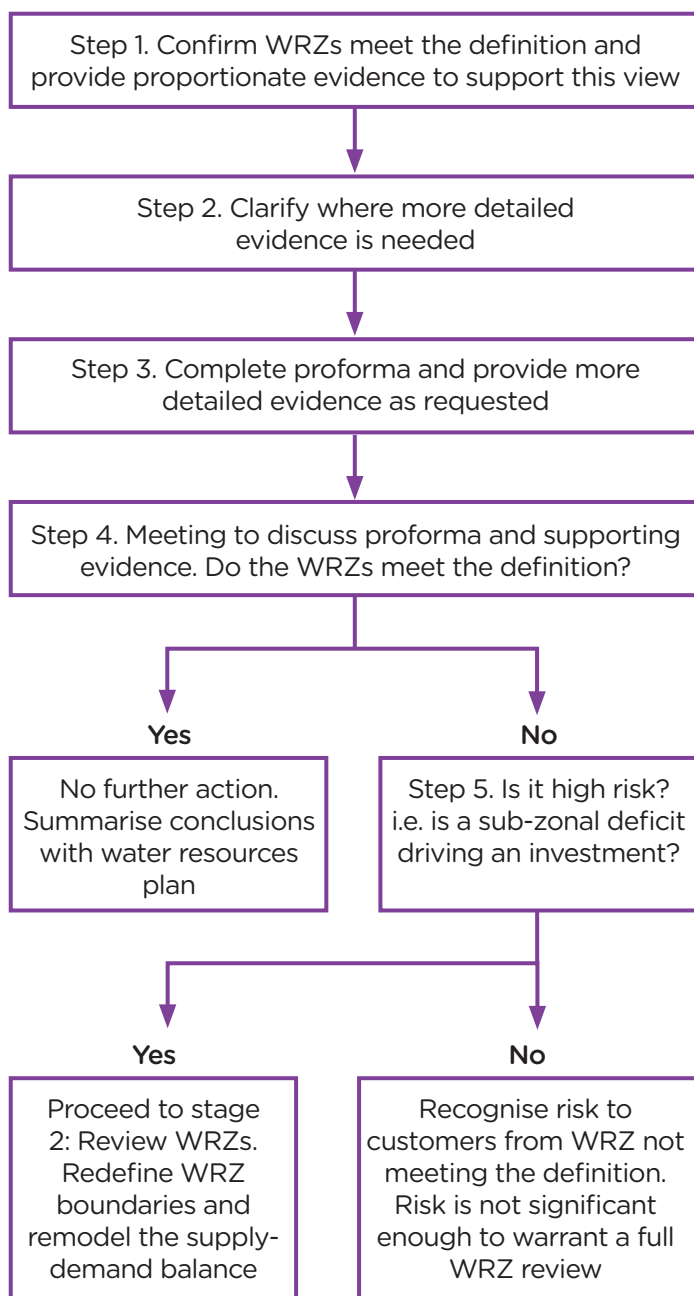 Step 1. Confirm WRZs meet the definition and
provide proportionate evidence to support this view
Step 2. Clarify where more detailed
evidence is needed
Step 3. Complete proforma and provide more
detailed evidence as requested
Step 4. Meeting to discuss proforma and supporting
evidence. Do the WRZs meet the definition?
Yes
No further action.
Summarise conclusions
with water resources
plan
No
Step 5. Is it high risk?
i.e. is a sub-zonal deficit
driving an investment?
Yes
Proceed to stage
2: Review WRZs.
Redefine WRZ
boundaries and
remodel the supply-
demand balance
No
Recognise risk to
customers from WRZ not
meeting the definition.
Risk is not significant
enough to warrant a full
WRZ review